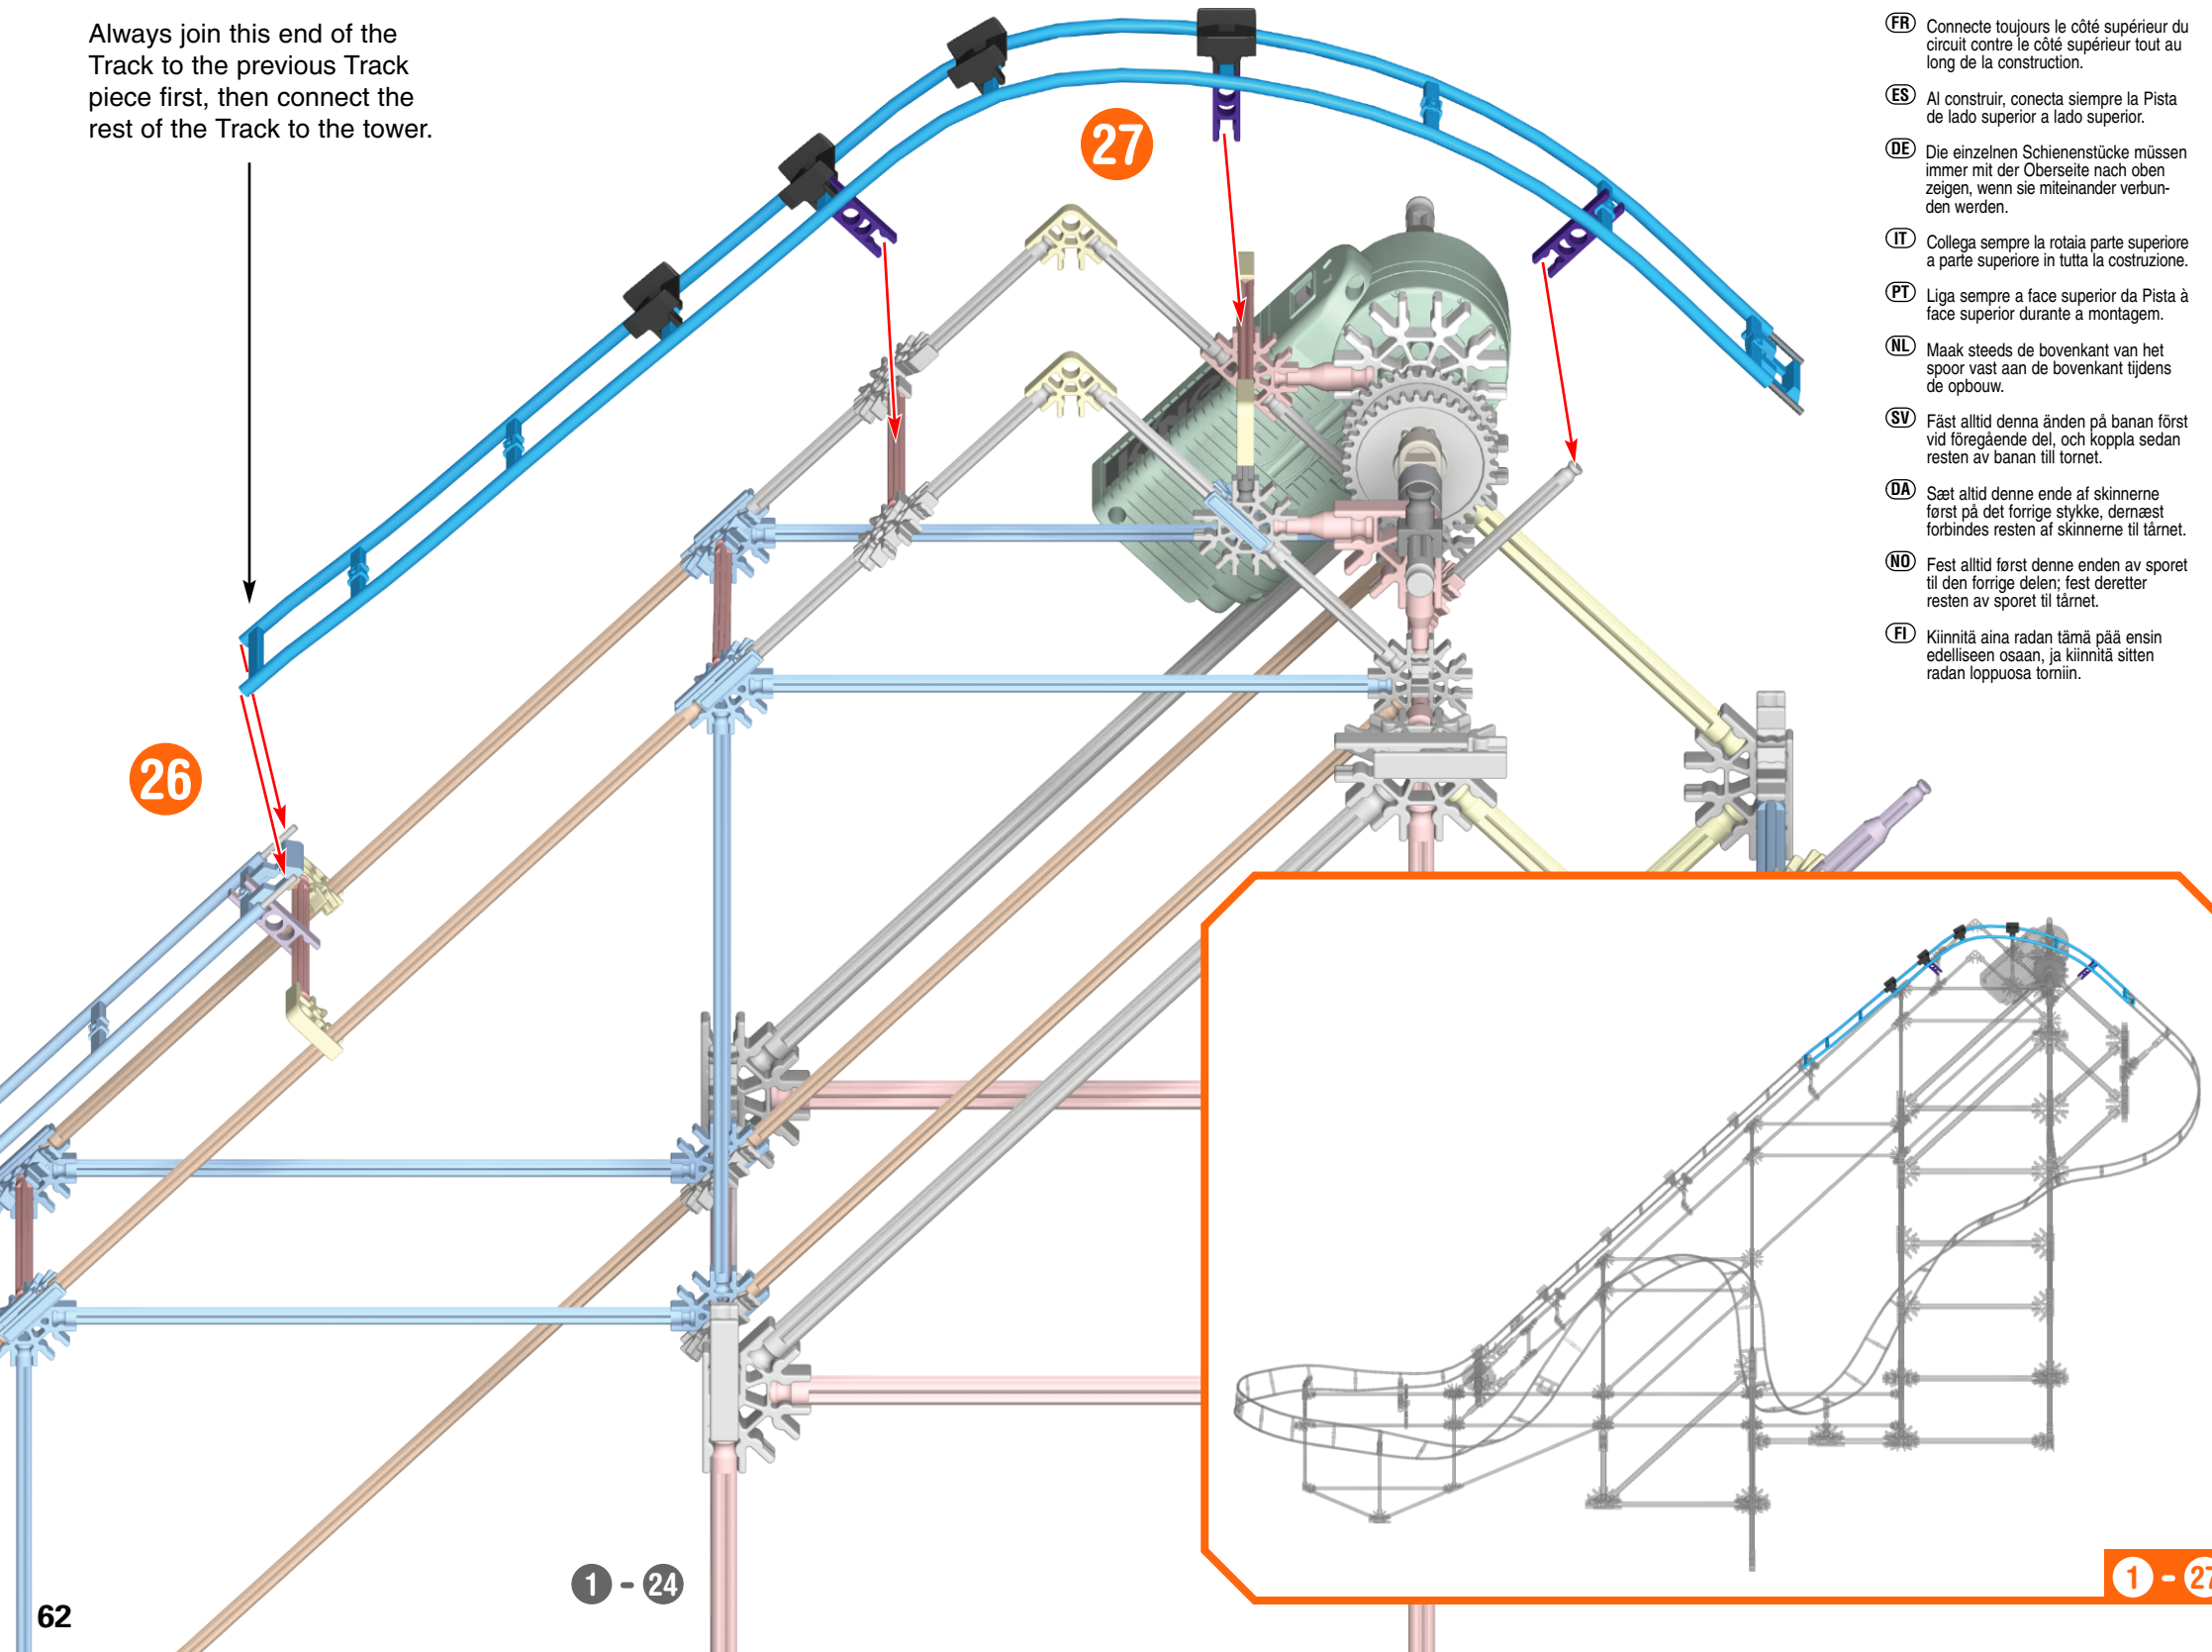 Always join this end of the
Track to the previous Track
piece first, then connect the
rest of the Track to the tower.
27
26
FR Connecte toujours le côté supérieur du
circuit contre le côté supérieur tout au
long de la construction.
ES Al construir, conecta siempre la Pista
de lado superior a lado superior.
DE Die einzelnen Schienenstücke müssen
immer mit der Oberseite nach oben
zeigen, wenn sie miteinander verbun-
den werden.
IT Collega sempre la rotaia parte superiore
a parte superiore in tutta la costruzione.
PT Liga sempre a face superior da Pista à
face superior durante a montagem.
NL Maak steeds de bovenkant van het
spoor vast aan de bovenkant tijdens
de opbouw.
SV Fäst alltid denna änden på banan först
vid föregående del, och koppla sedan
resten av banan till tornet.
DA Sæt altid denne ende af skinnerne
først på det forrige stykke, dernæst
forbindes resten af skinnerne til tårnet.
NO Fest alltid først denne enden av sporet
til den forrige delen; fest deretter
resten av sporet til tårnet.
FI Kiinnitä aina radan tämä pää ensin
edelliseen osaan, ja kiinnitä sitten
radan loppuosa torniin.
1 - 24
1 - 27
62